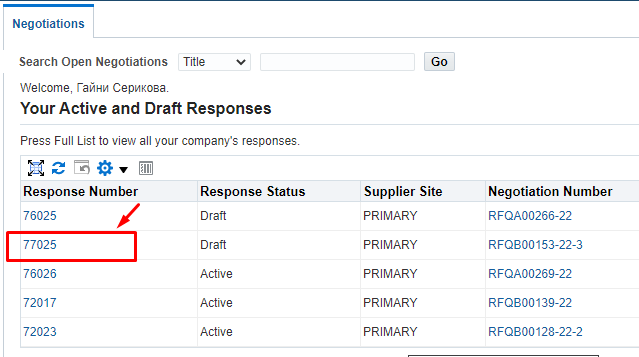 Negotiations
Search Open Negotiations Title Go
Welcome, Гайни Серикова.
Your Active and Draft Responses
Press Full List to view all your company's responses.
Response Number Response Status Supplier Site Negotiation Number
76025 Draft PRIMARY RFQA00266-22
77025 Draft PRIMARY RFQB00153-22-3
76026 Active PRIMARY RFQA00269-22
72017 Active PRIMARY RFQB00139-22
72023 Active PRIMARY RFQB00128-22-2